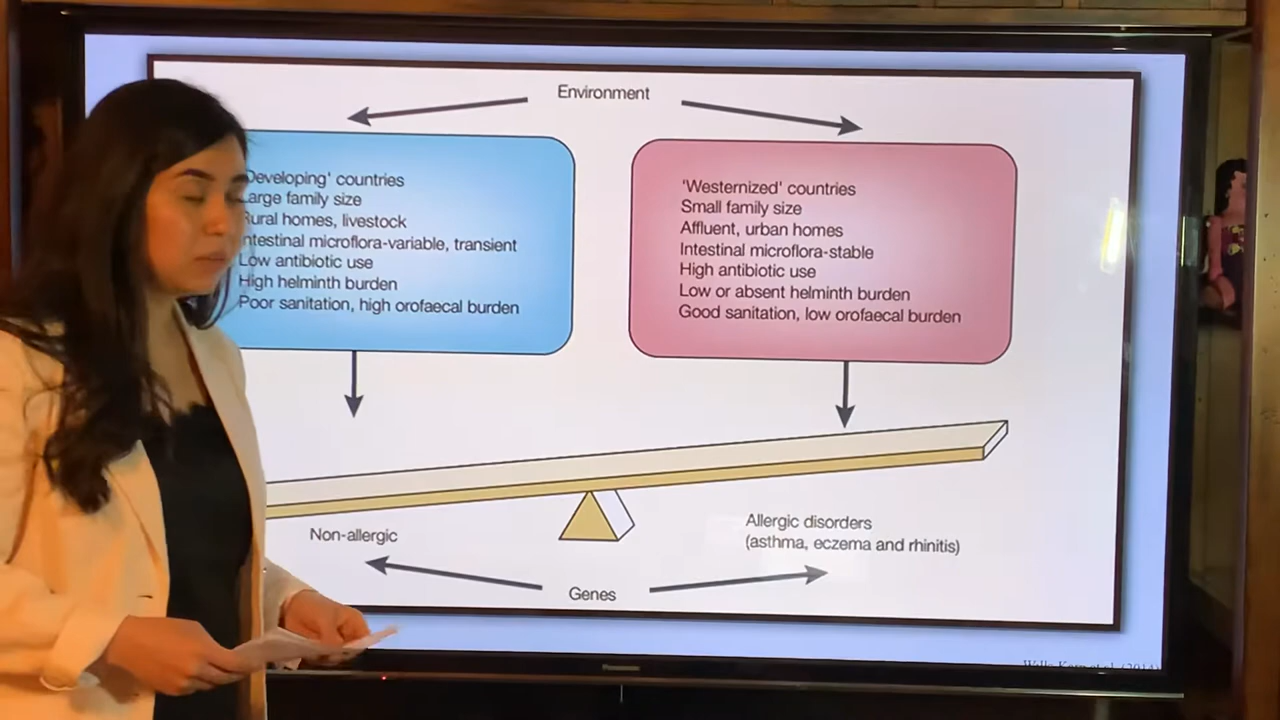 Environment
Developing' countries
Large family size
Rural homes, livestock
Intestinal microflora-variable, transient
Low antibiotic use
High helminth burden
Poor sanitation, high orofaecal burden
'Westernized' countries
Small family size
Affluent, urban homes
Intestinal microflora-stable
High antibiotic use
Low or absent helminth burden
Good sanitation, low orofaecal burden
Non-allergic
Allergic disorders
(asthma, eczema and rhinitis)
Genes
Panasonic